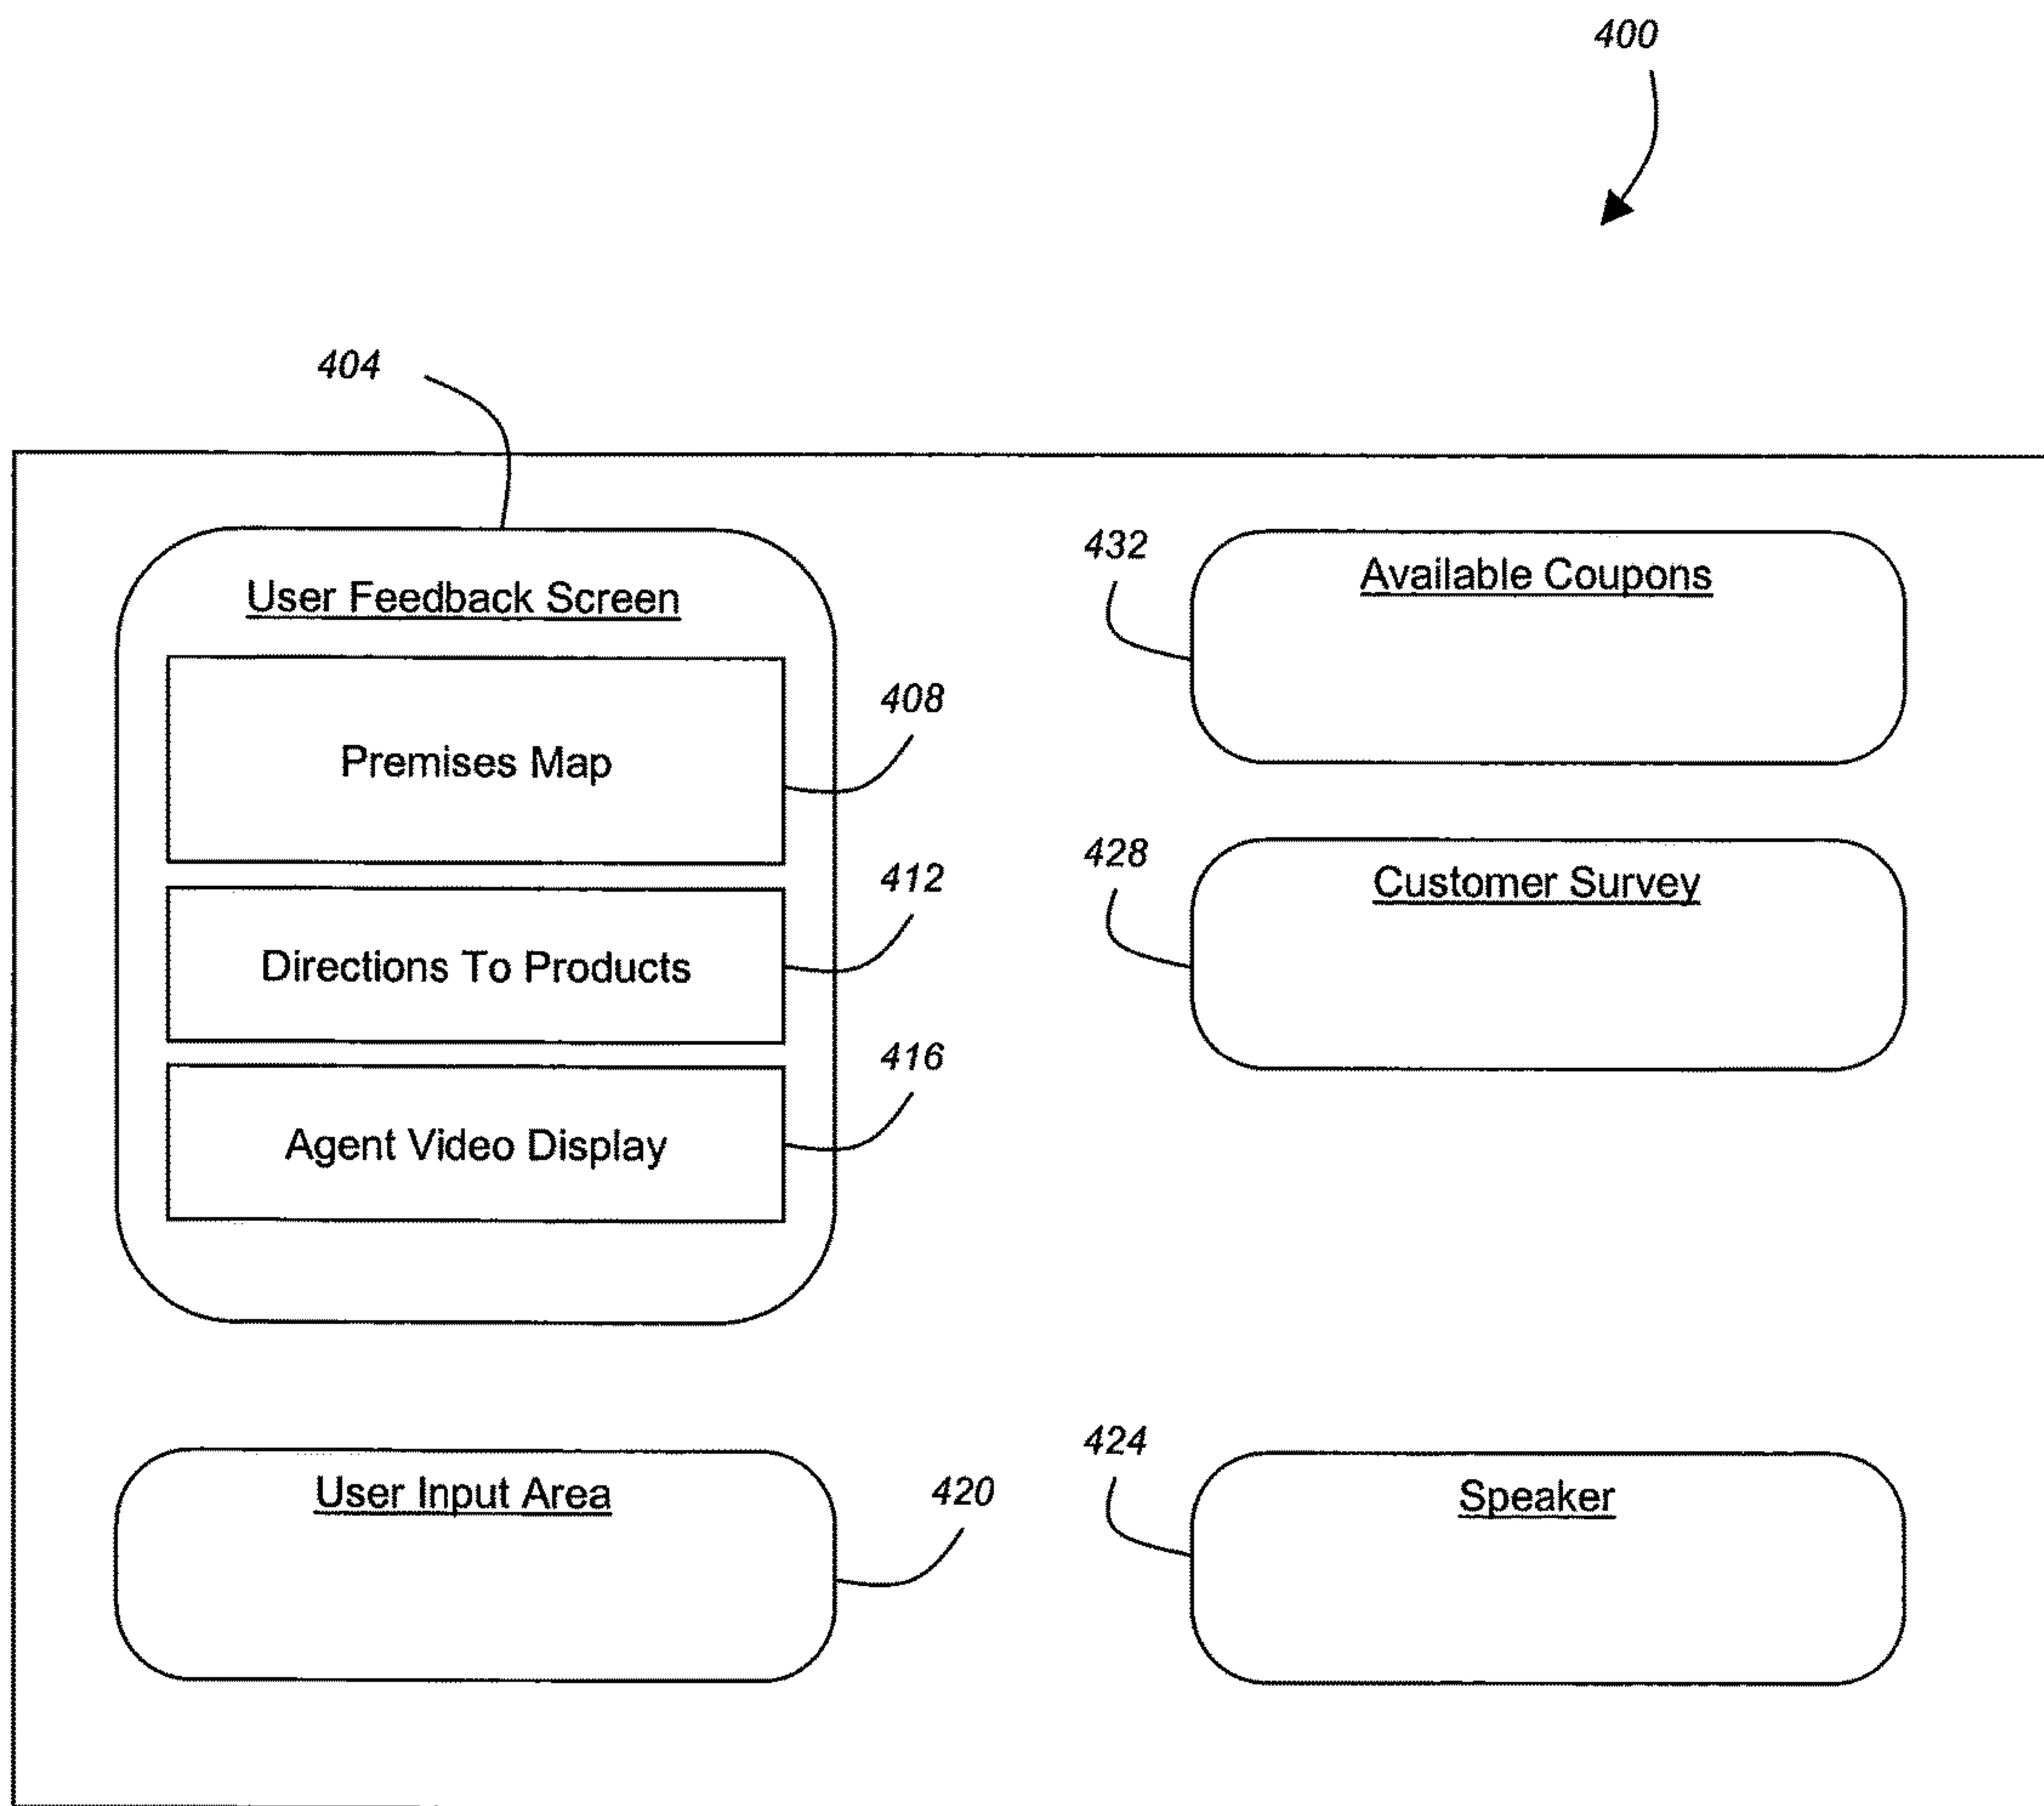 400
404
User Feedback Screen
Premises Map
408
Directions To Products
412
Agent Video Display
416
432
Available Coupons
428
Customer Survey
User Input Area
420
424
Speaker